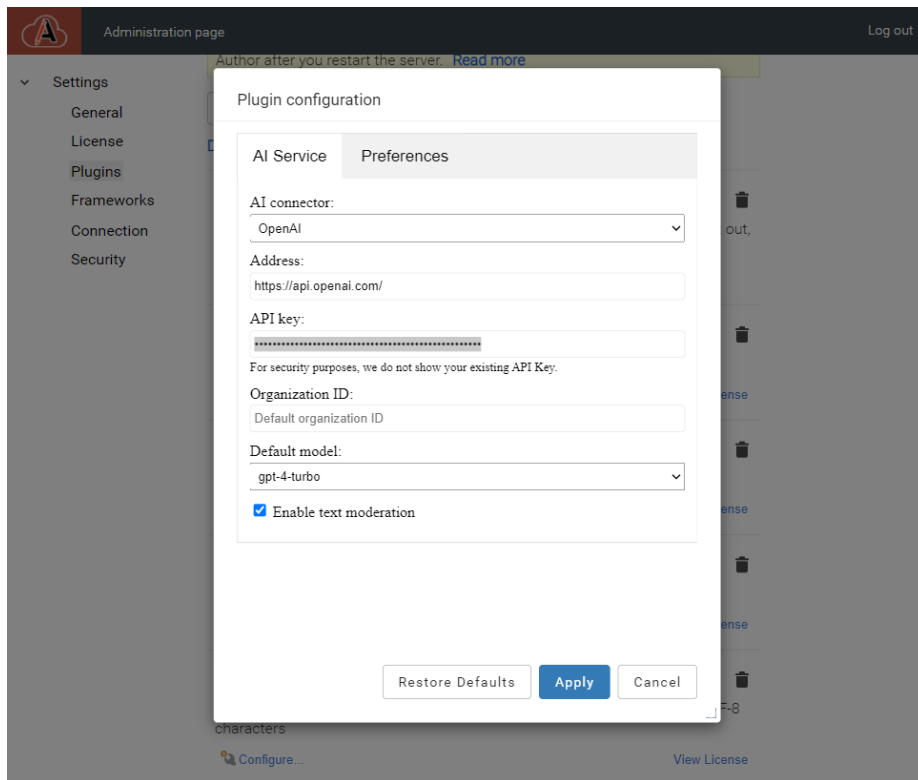 Administration page
Log out
Settings
General
License
Plugins
Frameworks
Connection
Security
Author after you restart the server. Read more
Plugin configuration
AI Service
Preferences
AI connector:
OpenAI
Address:
https://api.openai.com/
API key:
••••••••••••••••••••••••••••••••••••••••••••••••••••
For security purposes, we do not show your existing API Key.
Organization ID:
Default organization ID
Default model:
gpt-4-turbo
Enable text moderation
Restore Defaults
Apply
Cancel
out,
ense
ense
ense
F-8
characters
Configure...
View License